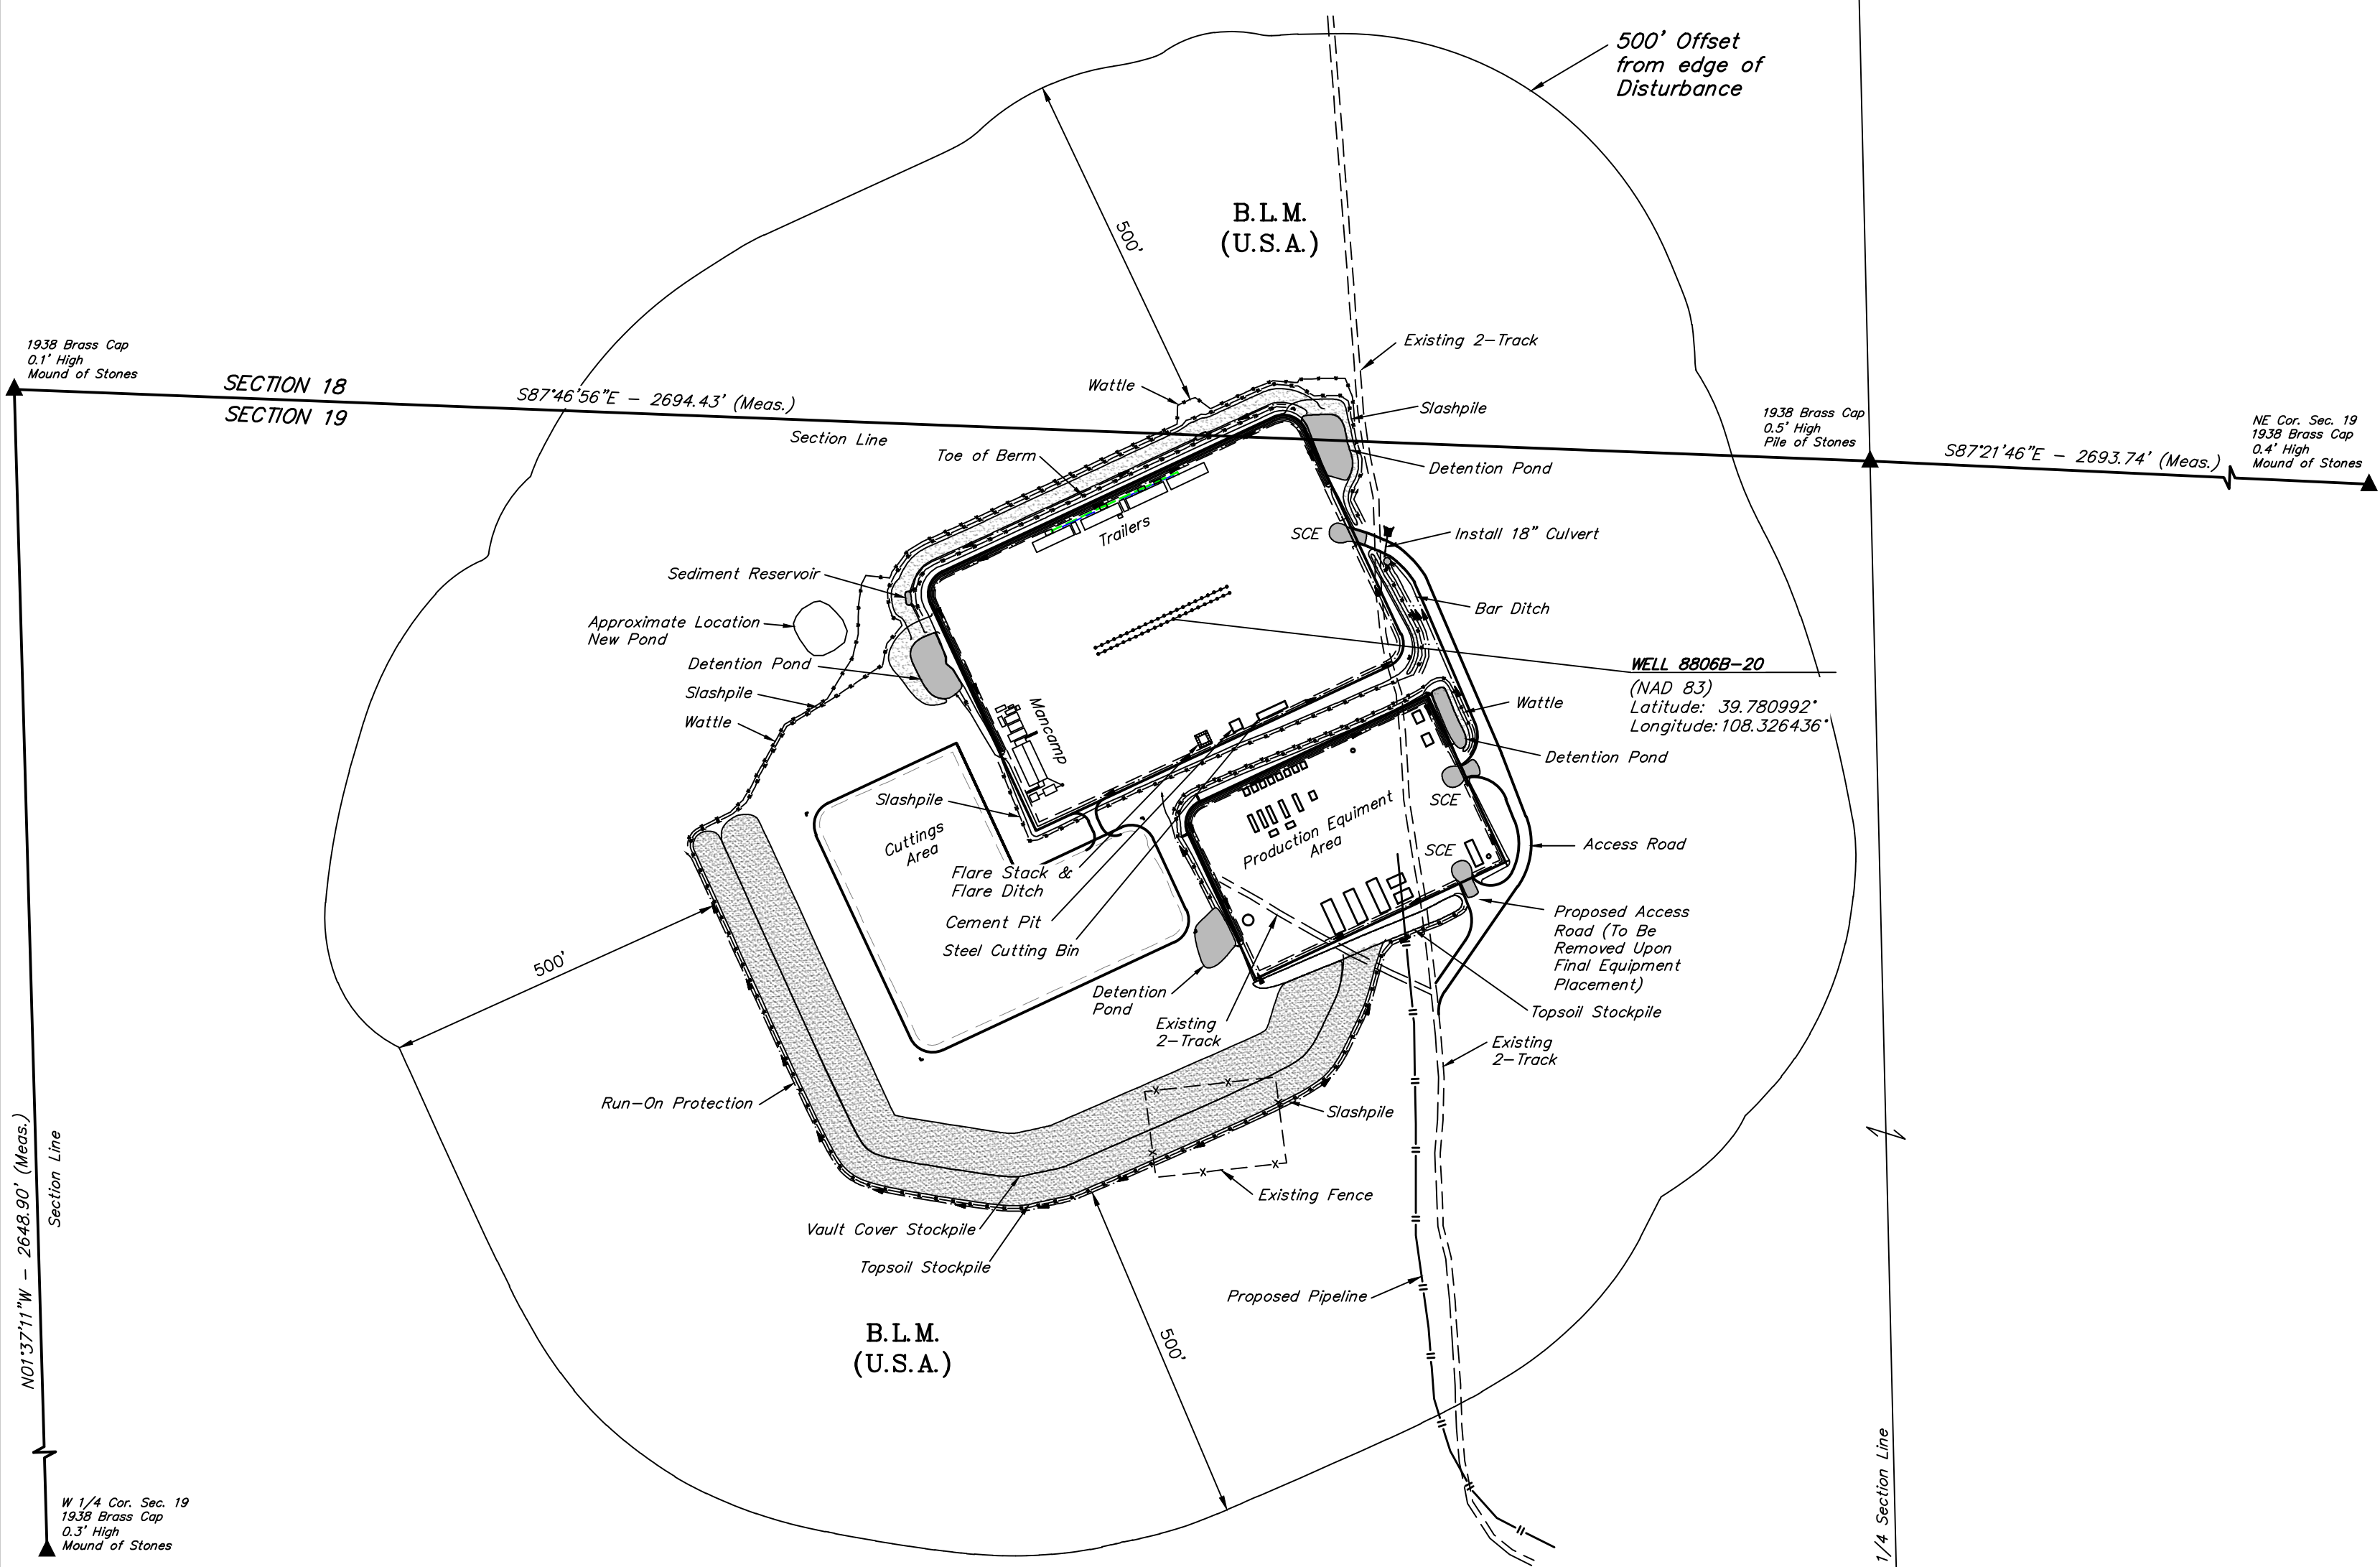 500' Offset
from edge of
Disturbance
B.L.M.
(U.S.A.)
500'
Existing 2-Track
1938 Brass Cap
0.1' High
Mound of Stones
SECTION 18
SECTION 19
S87°46'56"E - 2694.43' (Meas.)
Section Line
Wattle
Slashpile
1938 Brass Cap
0.5' High
Pile of Stones
S87°21'46"E - 2693.74' (Meas.)
NE Cor. Sec. 19
1938 Brass Cap
0.4' High
Mound of Stones
Toe of Berm
Detention Pond
Trailers
SCE
Install 18" Culvert
Sediment Reservoir
Bar Ditch
Approximate Location
New Pond
Detention Pond
WELL 8806B-20
(NAD 83)
Latitude: 39.780992°
Longitude: 108.326436°
Slashpile
Wattle
Mancamp
Wattle
Detention Pond
Slashpile
Cuttings
Area
Production Equiment
Area
SCE
SCE
Access Road
Flare Stack &
Flare Ditch
Cement Pit
Steel Cutting Bin
Proposed Access
Road (To Be
Removed Upon
Final Equipment
Placement)
500'
Detention
Pond
Existing
2-Track
Topsoil Stockpile
Existing
2-Track
Run-On Protection
Slashpile
Existing Fence
Vault Cover Stockpile
Topsoil Stockpile
Proposed Pipeline
B.L.M.
(U.S.A.)
500'
N01°37'11"W - 2648.90' (Meas.)
Section Line
1/4 Section Line
W 1/4 Cor. Sec. 19
1938 Brass Cap
0.3' High
Mound of Stones